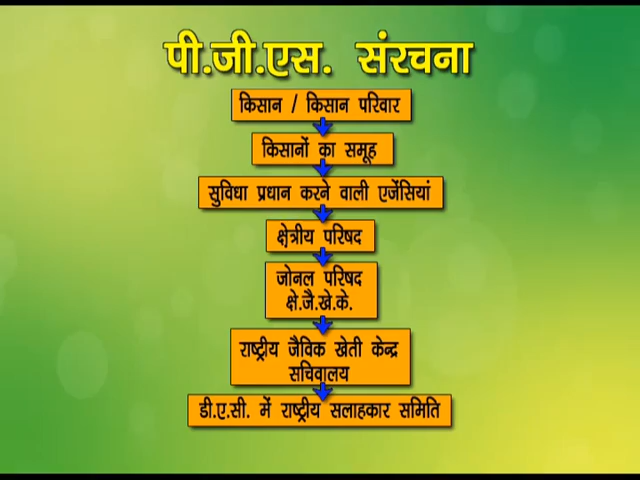 पी.जी.एस. संरचना
किसान / किसान परिवार
किसानों का समूह
सुविधा प्रधान करने वाली एजेंसियां
क्षेत्रीय परिषद
जोनल परिषद
क्षे.जै.खे.के.
राष्ट्रीय जैविक खेती केन्द्र
सचिवालय
डी.ए.सी. में राष्ट्रीय सलाहकार समिति